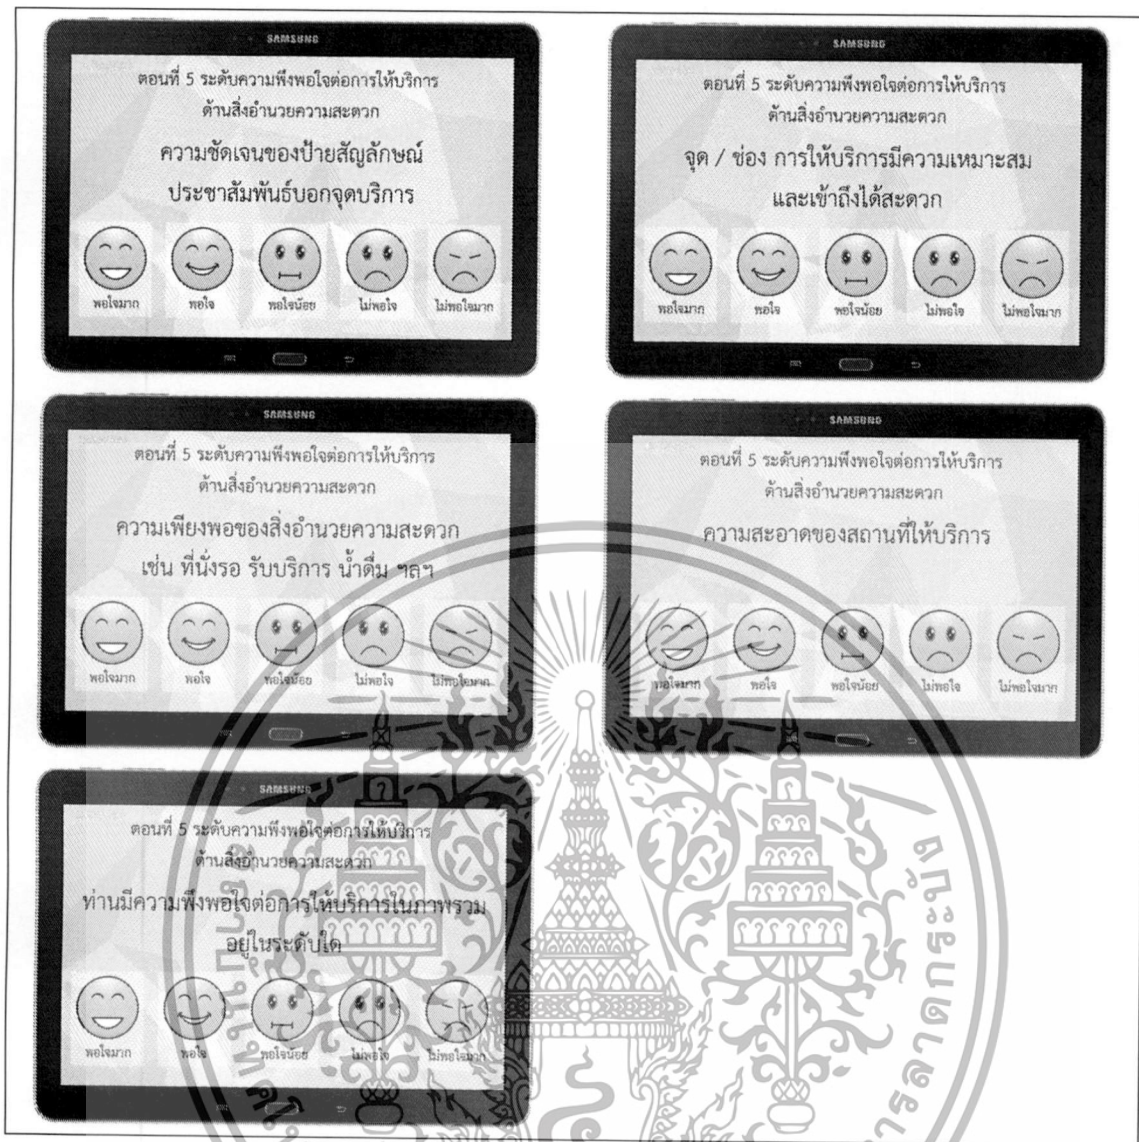 SAMSUNG
ตอนที่ 5 ระดับความพึงพอใจต่อการให้บริการ
ด้านสิ่งอำนวยความสะดวก
ความชัดเจนของป้ายสัญลักษณ์
ประชาสัมพันธ์บอกจุดบริการ
พอใจมาก พอใจ พอใจน้อย ไม่พอใจ ไม่พอใจมาก
SAMSUNG
ตอนที่ 5 ระดับความพึงพอใจต่อการให้บริการ
ด้านสิ่งอำนวยความสะดวก
จุด / ช่อง การให้บริการมีความเหมาะสม
และเข้าถึงได้สะดวก
พอใจมาก พอใจ พอใจน้อย ไม่พอใจ ไม่พอใจมาก
SAMSUNG
ตอนที่ 5 ระดับความพึงพอใจต่อการให้บริการ
ด้านสิ่งอำนวยความสะดวก
ความเพียงพอของสิ่งอำนวยความสะดวก
เช่น ที่นั่งรอ รับบริการ น้ำดื่ม ฯลฯ
พอใจมาก พอใจ พอใจน้อย ไม่พอใจ ไม่พอใจมาก
SAMSUNG
ตอนที่ 5 ระดับความพึงพอใจต่อการให้บริการ
ด้านสิ่งอำนวยความสะดวก
ความสะอาดของสถานที่ให้บริการ
พอใจมาก พอใจ พอใจน้อย ไม่พอใจ ไม่พอใจมาก
SAMSUNG
ตอนที่ 5 ระดับความพึงพอใจต่อการให้บริการ
ด้านสิ่งอำนวยความสะดวก
ท่านมีความพึงพอใจต่อการให้บริการในภาพรวม
อยู่ในระดับใด
พอใจมาก พอใจ พอใจน้อย ไม่พอใจ ไม่พอใจมาก